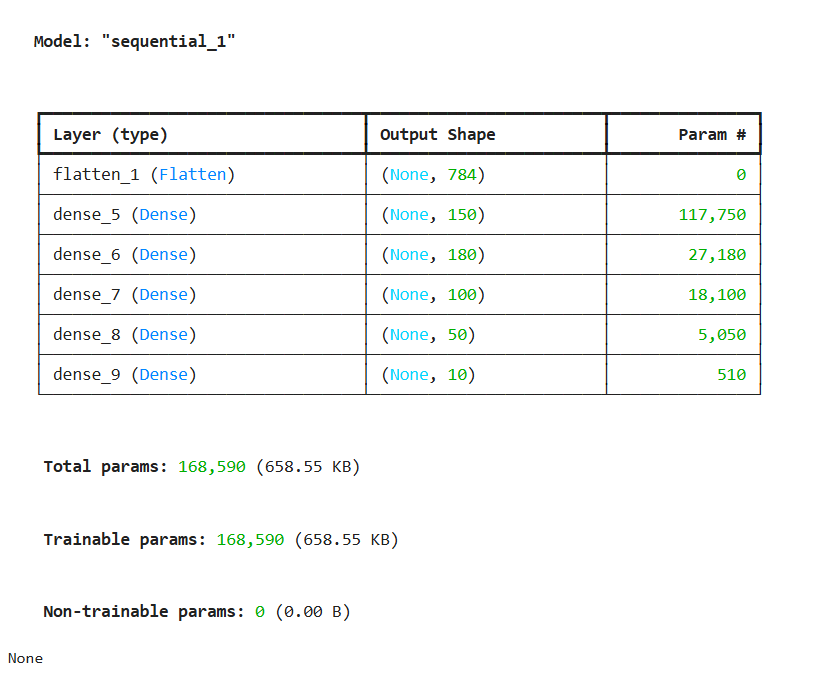 Model: "sequential_1"
Layer (type) Output Shape Param #
flatten_1 (Flatten) (None, 784) 0
dense_5 (Dense) (None, 150) 117,750
dense_6 (Dense) (None, 180) 27,180
dense_7 (Dense) (None, 100) 18,100
dense_8 (Dense) (None, 50) 5,050
dense_9 (Dense) (None, 10) 510
Total params: 168,590 (658.55 KB)
Trainable params: 168,590 (658.55 KB)
Non-trainable params: 0 (0.00 B)
None